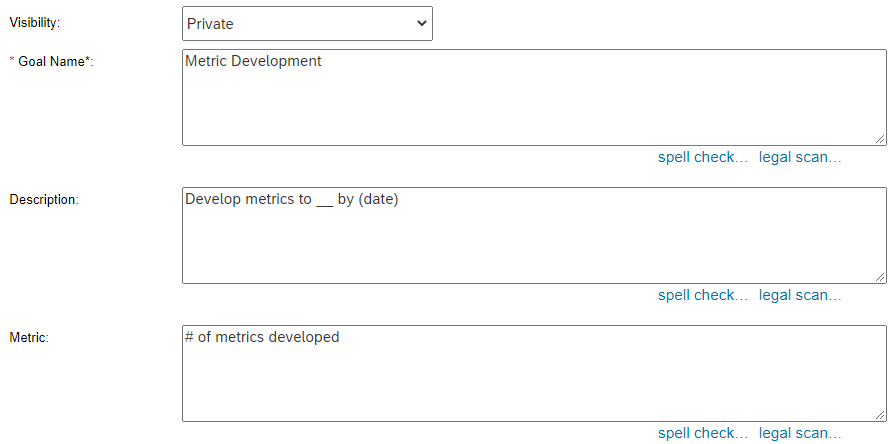 Visibility: Private
* Goal Name*: Metric Development
spell check... legal scan...
Description: Develop metrics to __ by (date)
spell check... legal scan...
Metric: # of metrics developed
spell check... legal scan...